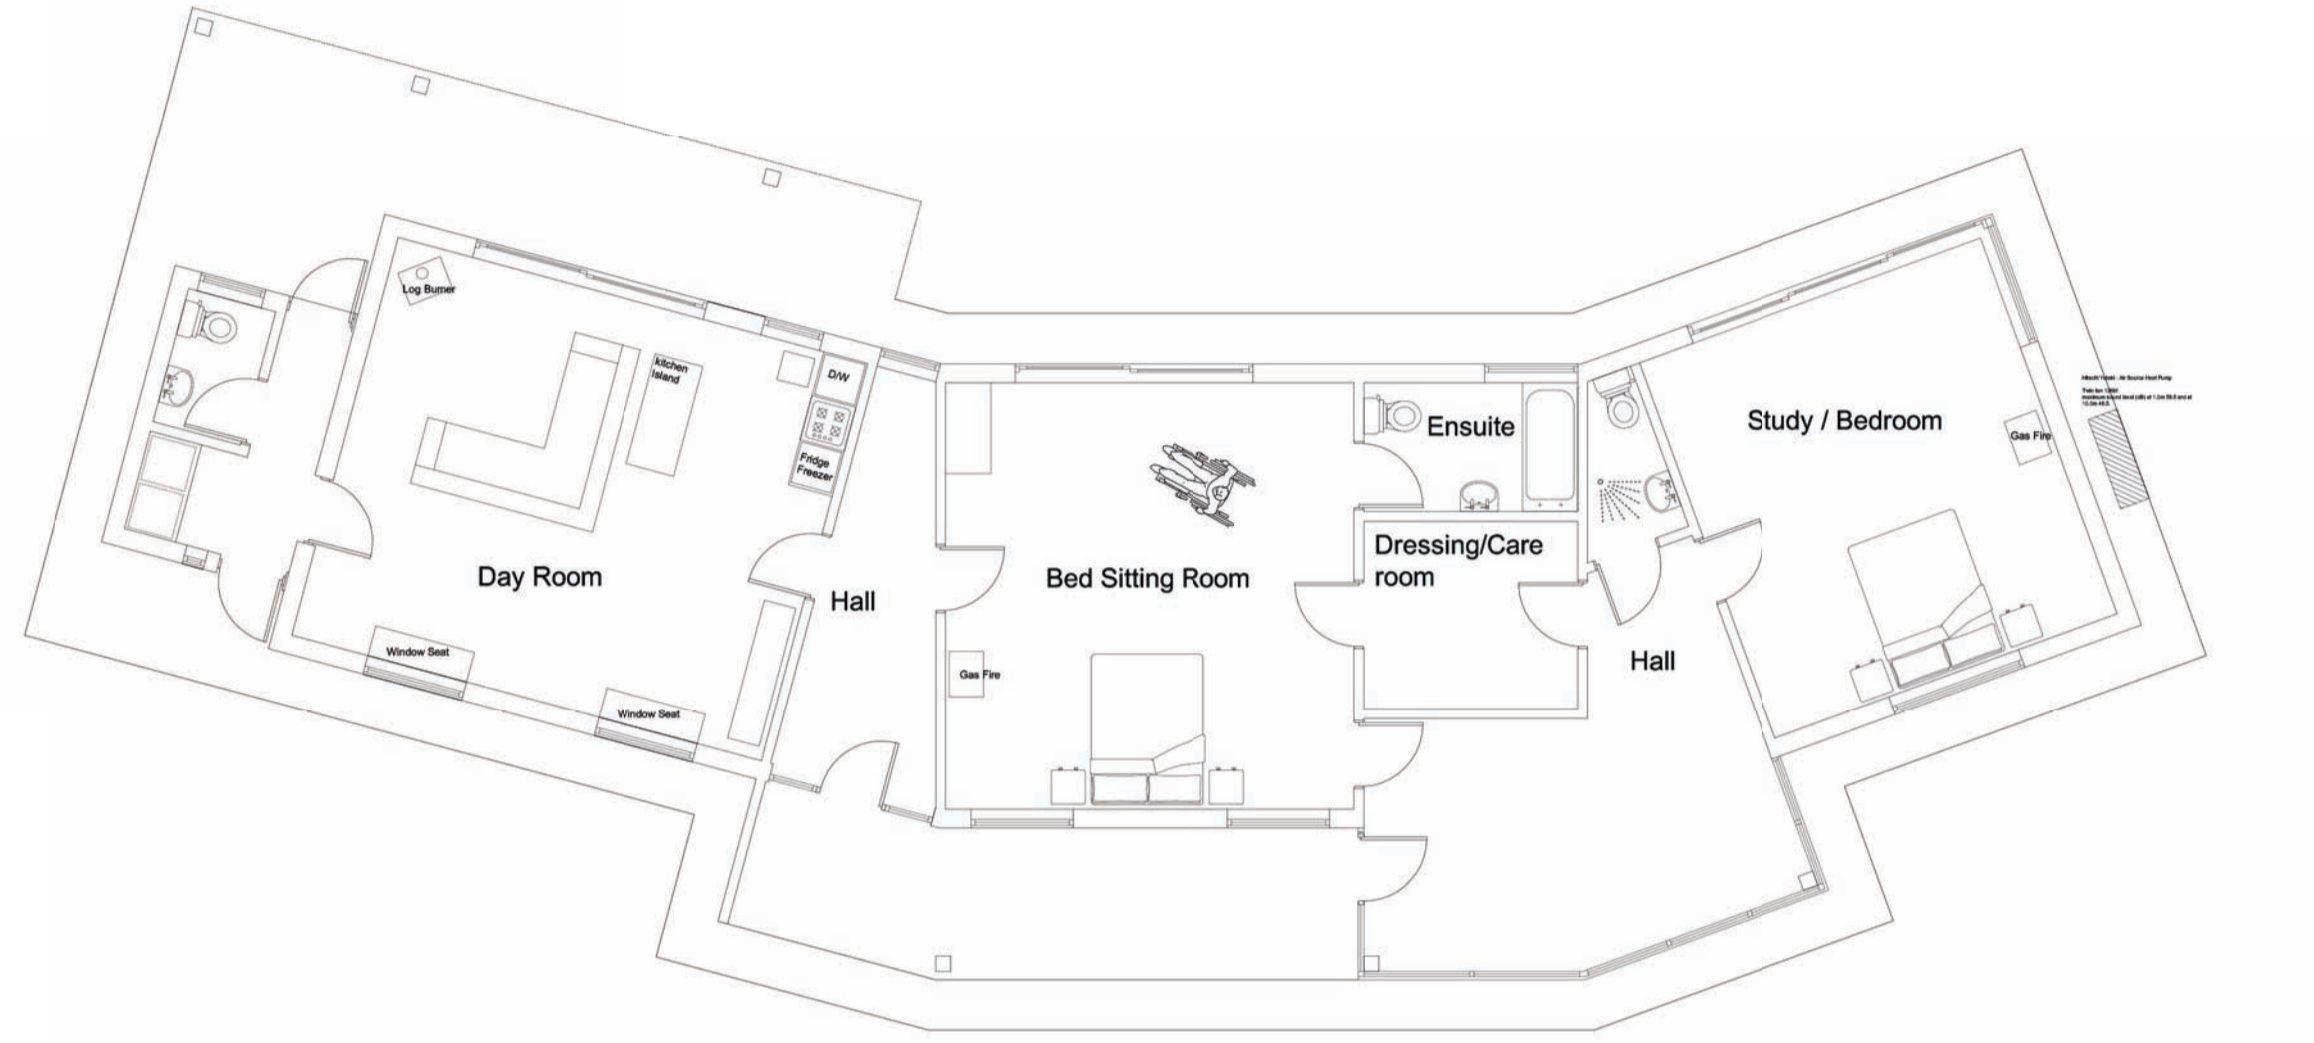 Log Burner
kitchen
Island
D/W
Fridge
Freezer
Day Room
Window Seat
Window Seat
Hall
Bed Sitting Room
Gas Fire
Ensuite
Dressing/Care
room
Hall
Study / Bedroom
Gas Fire